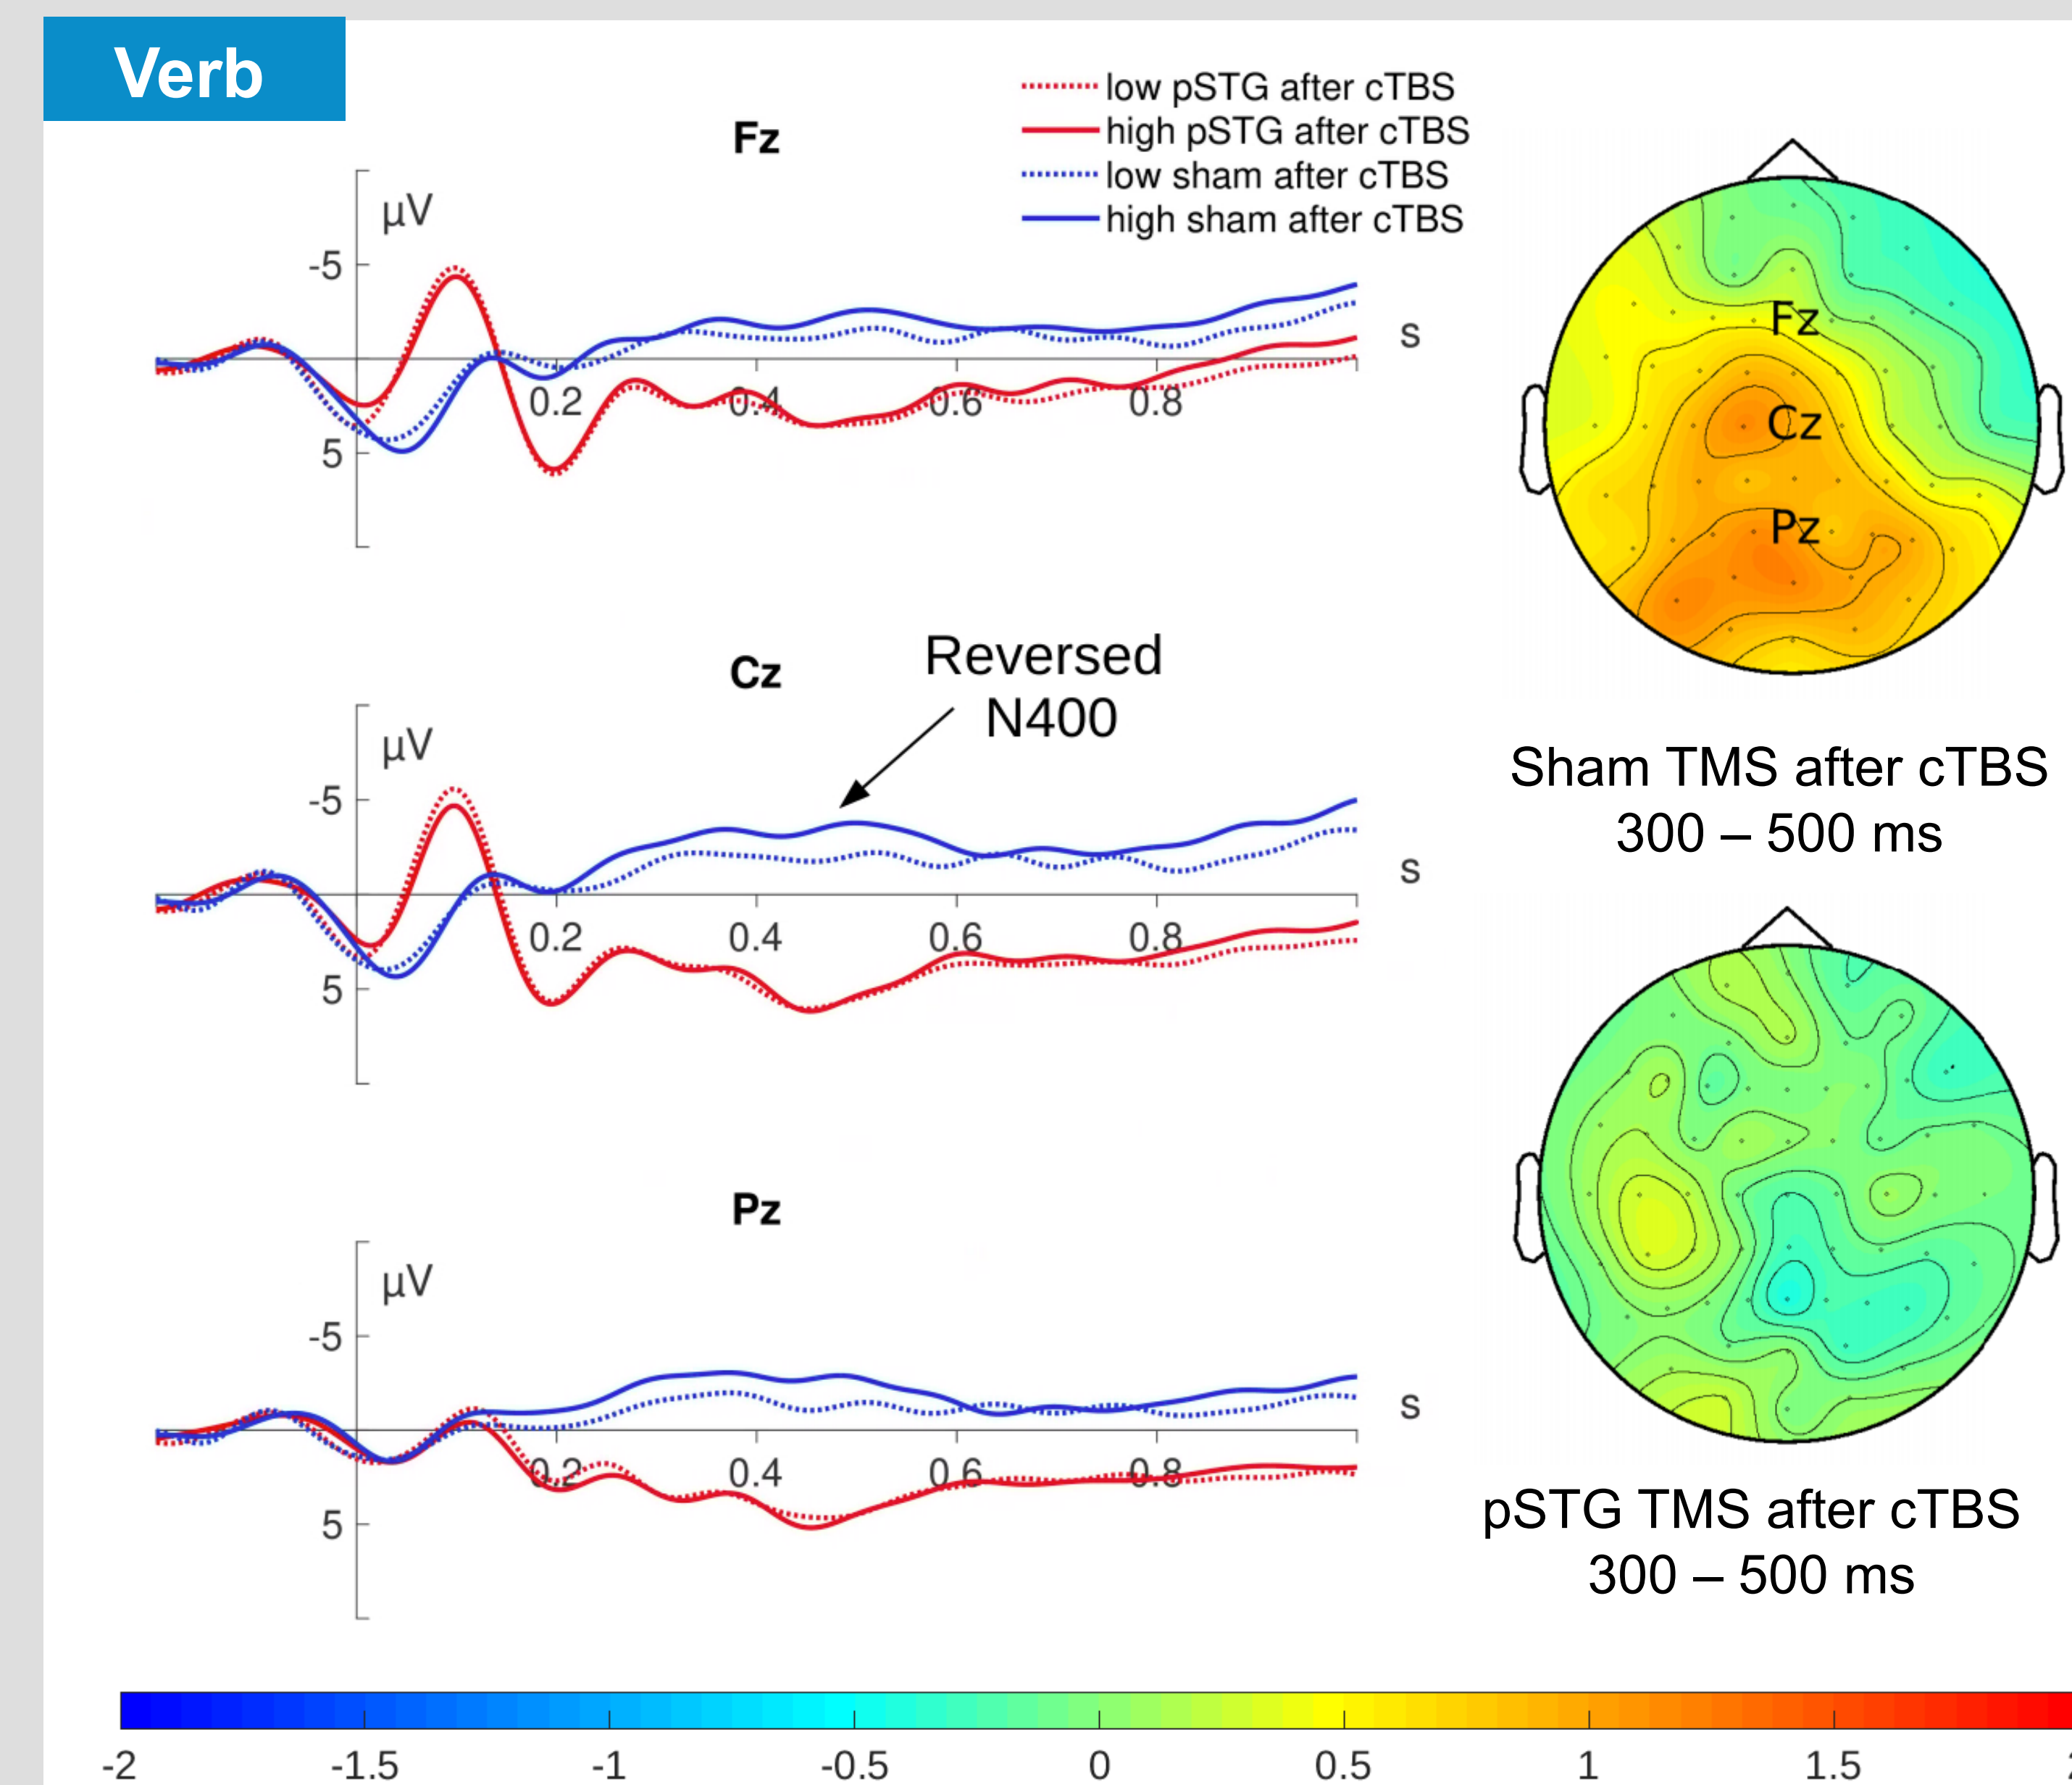 Verb
low pSTG after cTBS
high pSTG after cTBS
low sham after cTBS
high sham after cTBS
Fz
µV
-5
5
0.2
0.4
0.6
0.8
s
Cz
Reversed
N400
µV
-5
5
0.2
0.4
0.6
0.8
s
Pz
µV
-5
5
0.2
0.4
0.6
0.8
s
Fz
Cz
Pz
Sham TMS after cTBS
300 – 500 ms
pSTG TMS after cTBS
300 – 500 ms
-2 -1.5 -1 -0.5 0 0.5 1 1.5